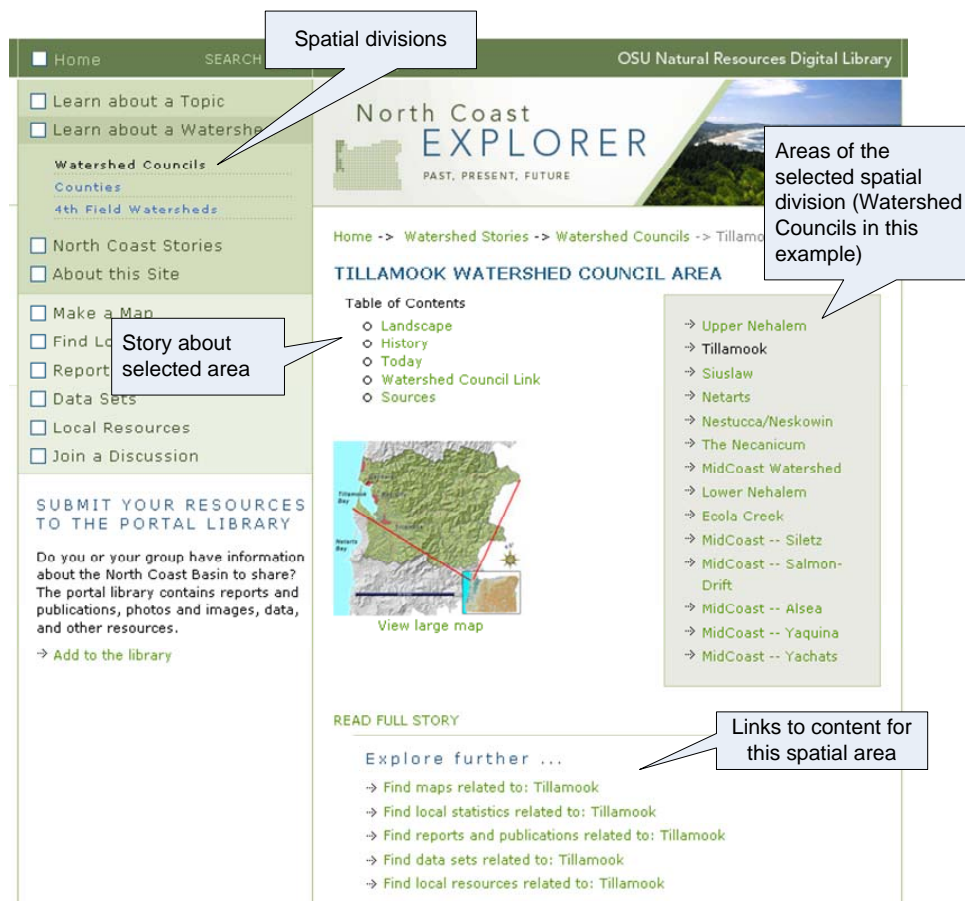 Spatial divisions
Home
SEARCH
OSU Natural Resources Digital Library
Learn about a Topic
Learn about a Watershe
Watershed Councils
Counties
4th Field Watersheds
North Coast Stories
About this Site
Make a Map
Find Lo
Report
Data Sets
Local Resources
Join a Discussion
North Coast
EXPLORER
PAST, PRESENT, FUTURE
Areas of the
selected spatial
division (Watershed
Councils in this
example)
Home -> Watershed Stories -> Watershed Councils -> Tillamo
TILLAMOOK WATERSHED COUNCIL AREA
Table of Contents
Landscape
History
Today
Watershed Council Link
Sources
Story about
selected area
Upper Nehalem
Tillamook
Siuslaw
Netarts
Nestucca/Neskowin
The Necanicum
MidCoast Watershed
Lower Nehalem
Ecola Creek
MidCoast -- Siletz
MidCoast -- Salmon-
Drift
MidCoast -- Alsea
MidCoast -- Yaquina
MidCoast -- Yachats
Tillamook
Bay
Netarts
Bay
View large map
SUBMIT YOUR RESOURCES
TO THE PORTAL LIBRARY
Do you or your group have information
about the North Coast Basin to share?
The portal library contains reports and
publications, photos and images, data,
and other resources.
Add to the library
READ FULL STORY
Links to content for
this spatial area
Explore further ...
Find maps related to: Tillamook
Find local statistics related to: Tillamook
Find reports and publications related to: Tillamook
Find data sets related to: Tillamook
Find local resources related to: Tillamook